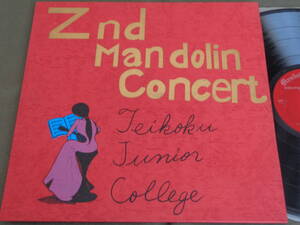 2nd
Mandolin
Concert
Teikoku
Junior
College